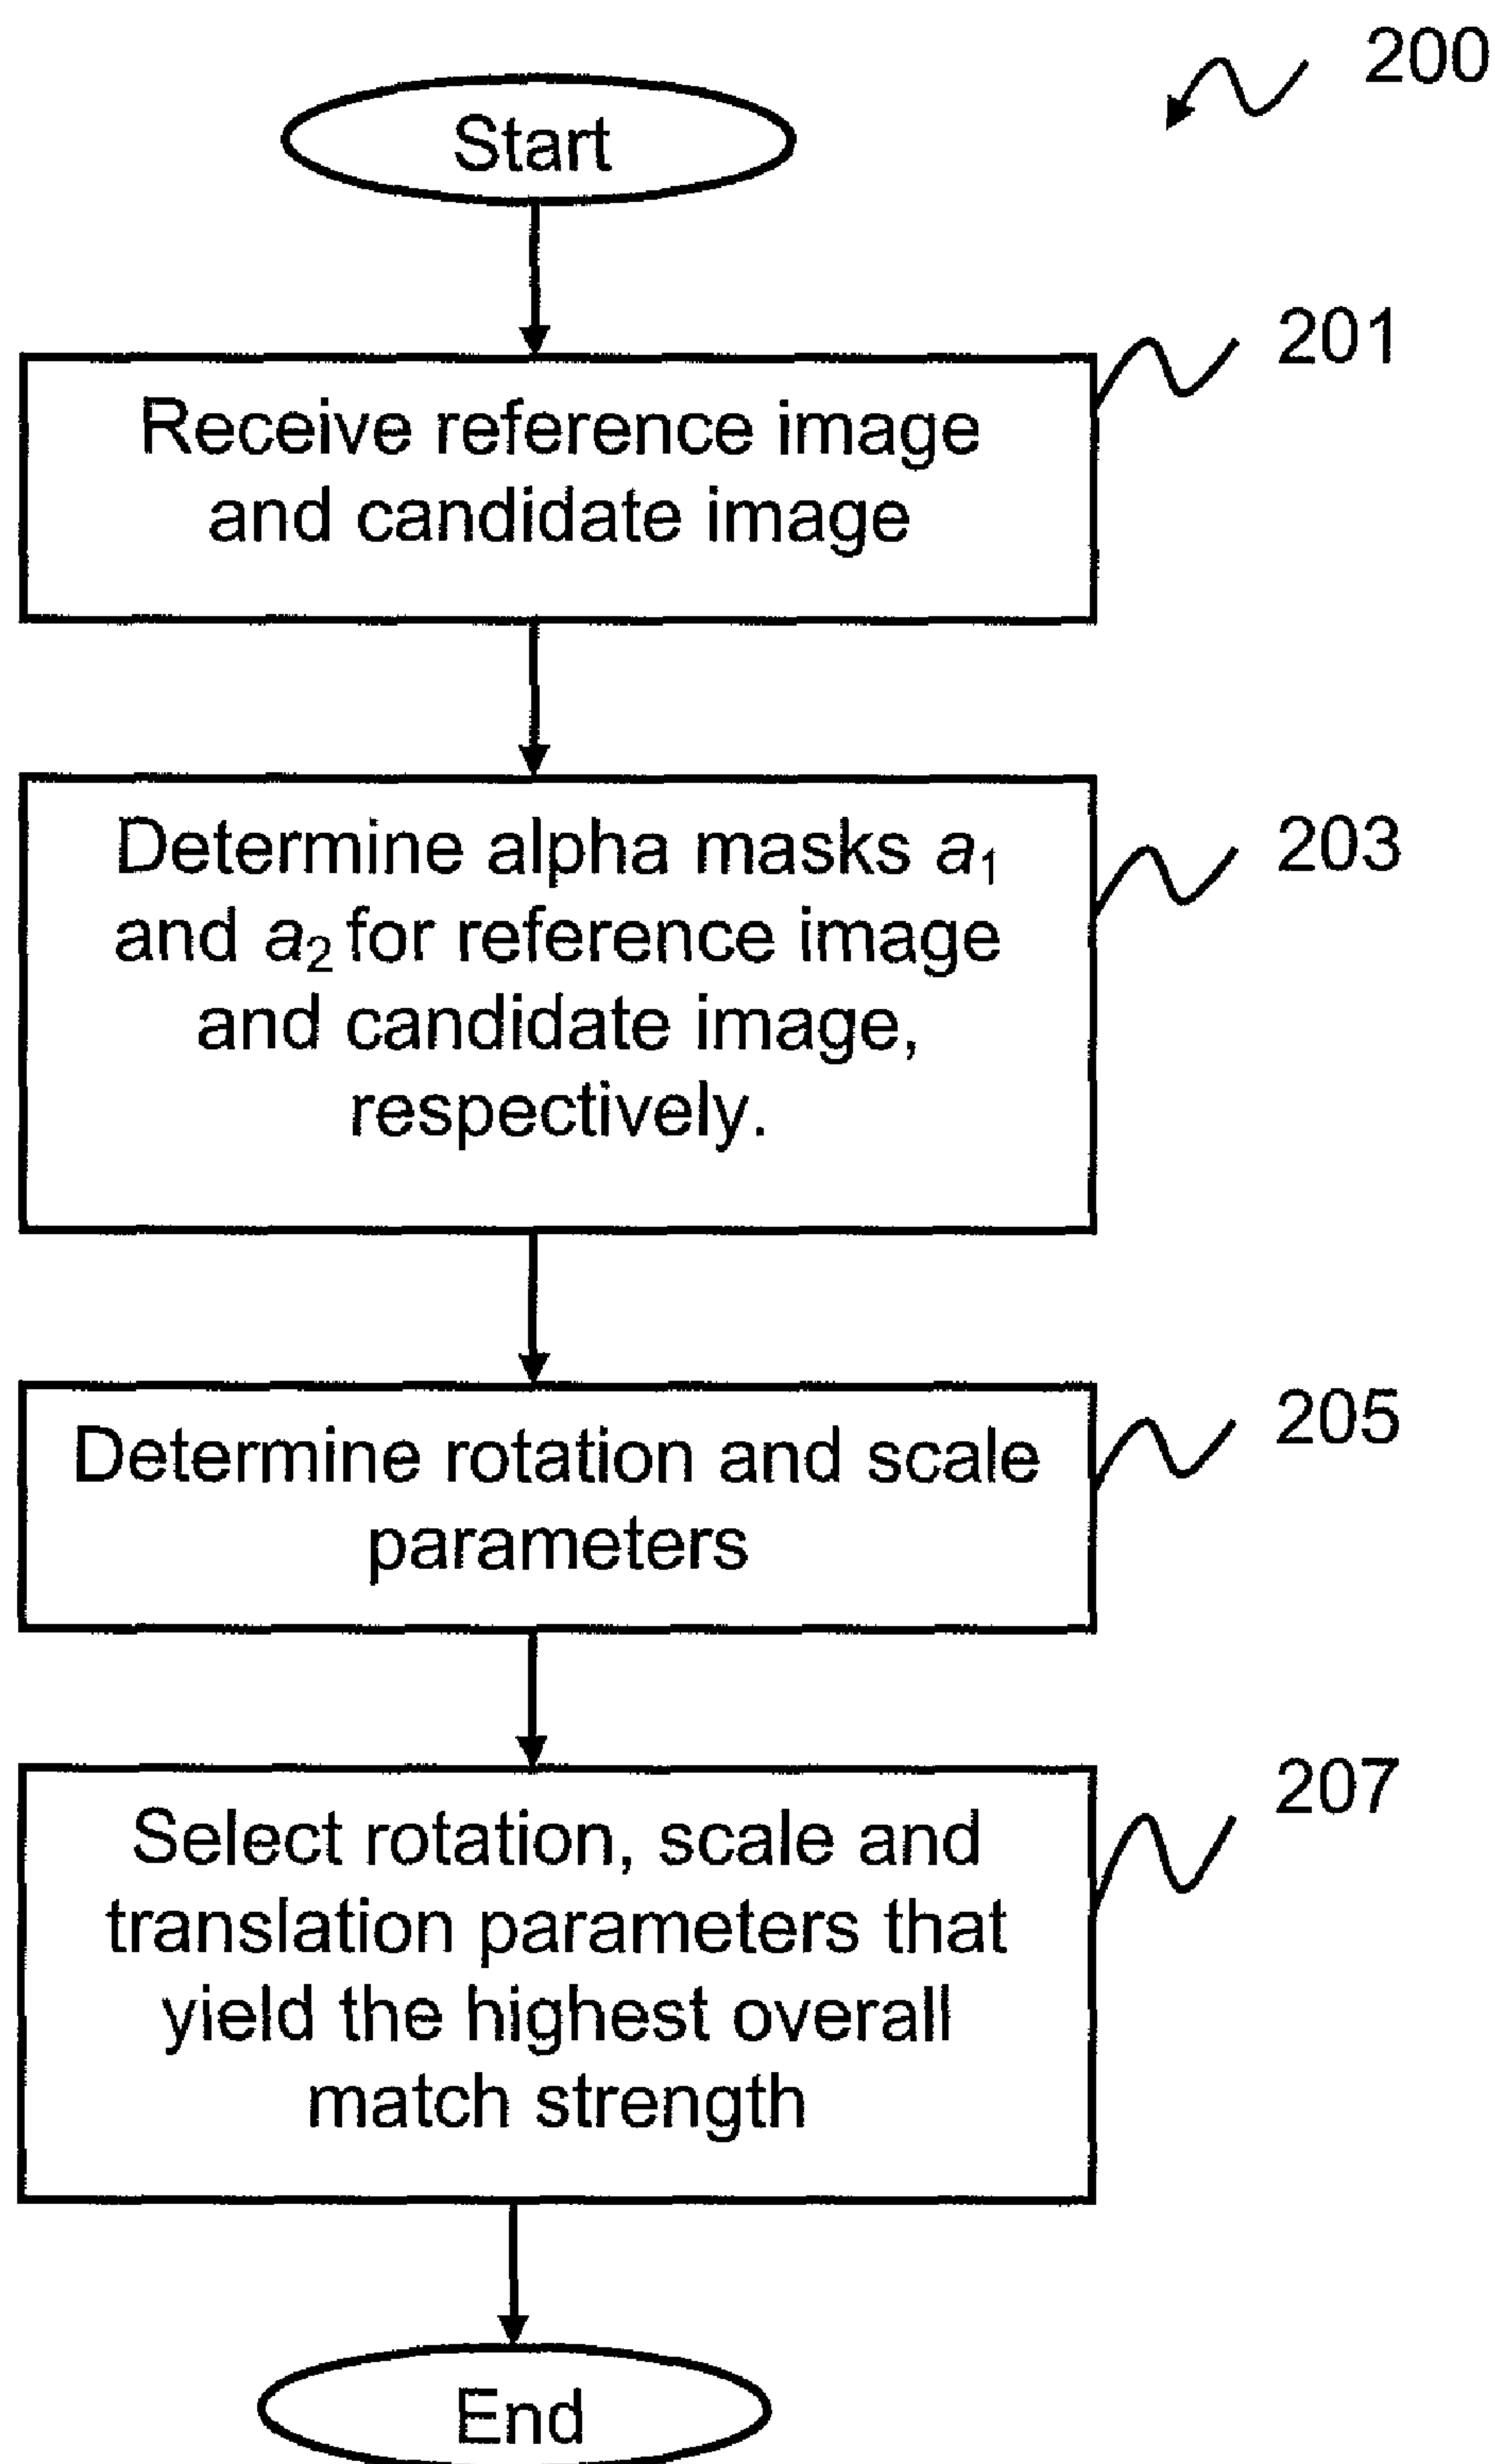 200
Start
201
Receive reference image
and candidate image
203
Determine alpha masks a₁
and a₂ for reference image
and candidate image,
respectively.
205
Determine rotation and scale
parameters
207
Select rotation, scale and
translation parameters that
yield the highest overall
match strength
End